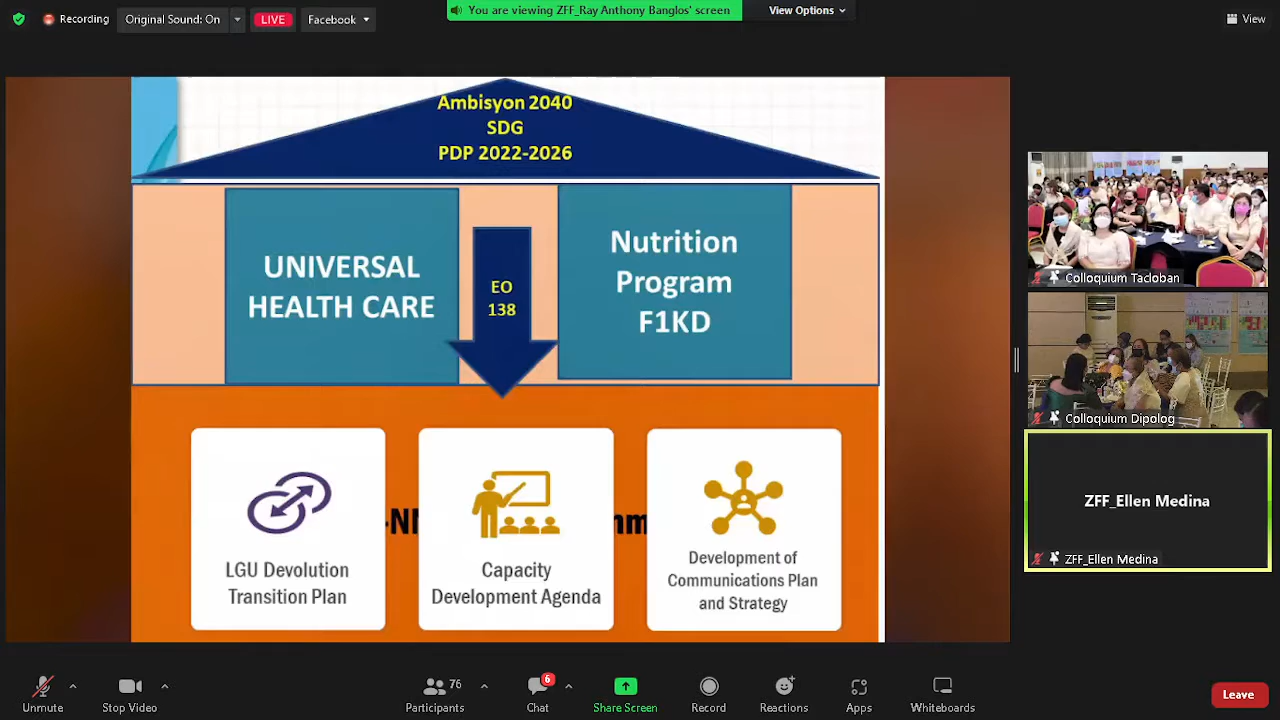 Recording
Original Sound: On
LIVE
Facebook
You are viewing ZFF_Ray Anthony Banglos' screen
View Options
View
Ambisyon 2040
SDG
PDP 2022-2026
UNIVERSAL
HEALTH CARE
EO
138
Nutrition
Program
F1KD
LGU Devolution
Transition Plan
Capacity
Development Agenda
Development of
Communications Plan
and Strategy
Colloquium Tacloban
Colloquium Dipolog
ZFF_Ellen Medina
ZFF_Ellen Medina
Unmute
Stop Video
76
Participants
6
Chat
Share Screen
Record
Reactions
Apps
Whiteboards
Leave